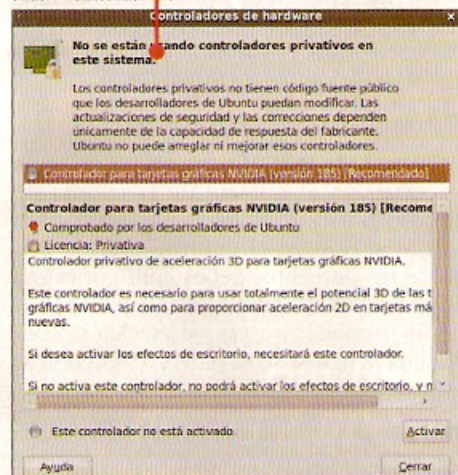 Controladores de hardware
No se están usando controladores privativos en
este sistema.
Los controladores privativos no tienen código fuente público
que los desarrolladores de Ubuntu puedan modificar. Las
actualizaciones de seguridad y las correcciones dependen
únicamente de la capacidad de respuesta del fabricante.
Ubuntu no puede arreglar ni mejorar esos controladores.
Controlador para tarjetas gráficas NVIDIA (versión 185) [Recomendado]
Controlador para tarjetas gráficas NVIDIA (versión 185) [Recome
Comprobado por los desarrolladores de Ubuntu
Licencia: Privativa
Controlador privativo de aceleración 3D para tarjetas gráficas NVIDIA.
Este controlador es necesario para usar totalmente el potencial 3D de las t
gráficas NVIDIA, así como para proporcionar aceleración 2D en tarjetas má
nuevas.
Si desea activar los efectos de escritorio, necesitará este controlador.
Si no activa este controlador, no podrá activar los efectos de escritorio, y n
Este controlador no está activado.
Activar
Ayuda
Cerrar